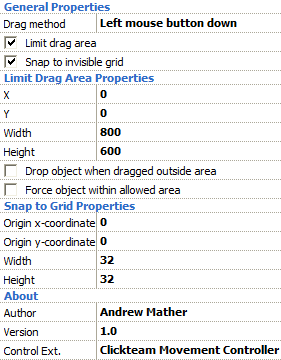 General Properties
Drag method Left mouse button down
Limit drag area
Snap to invisible grid
Limit Drag Area Properties
X 0
Y 0
Width 800
Height 600
Drop object when dragged outside area
Force object within allowed area
Snap to Grid Properties
Origin x-coordinate 0
Origin y-coordinate 0
Width 32
Height 32
About
Author Andrew Mather
Version 1.0
Control Ext. Clickteam Movement Controller